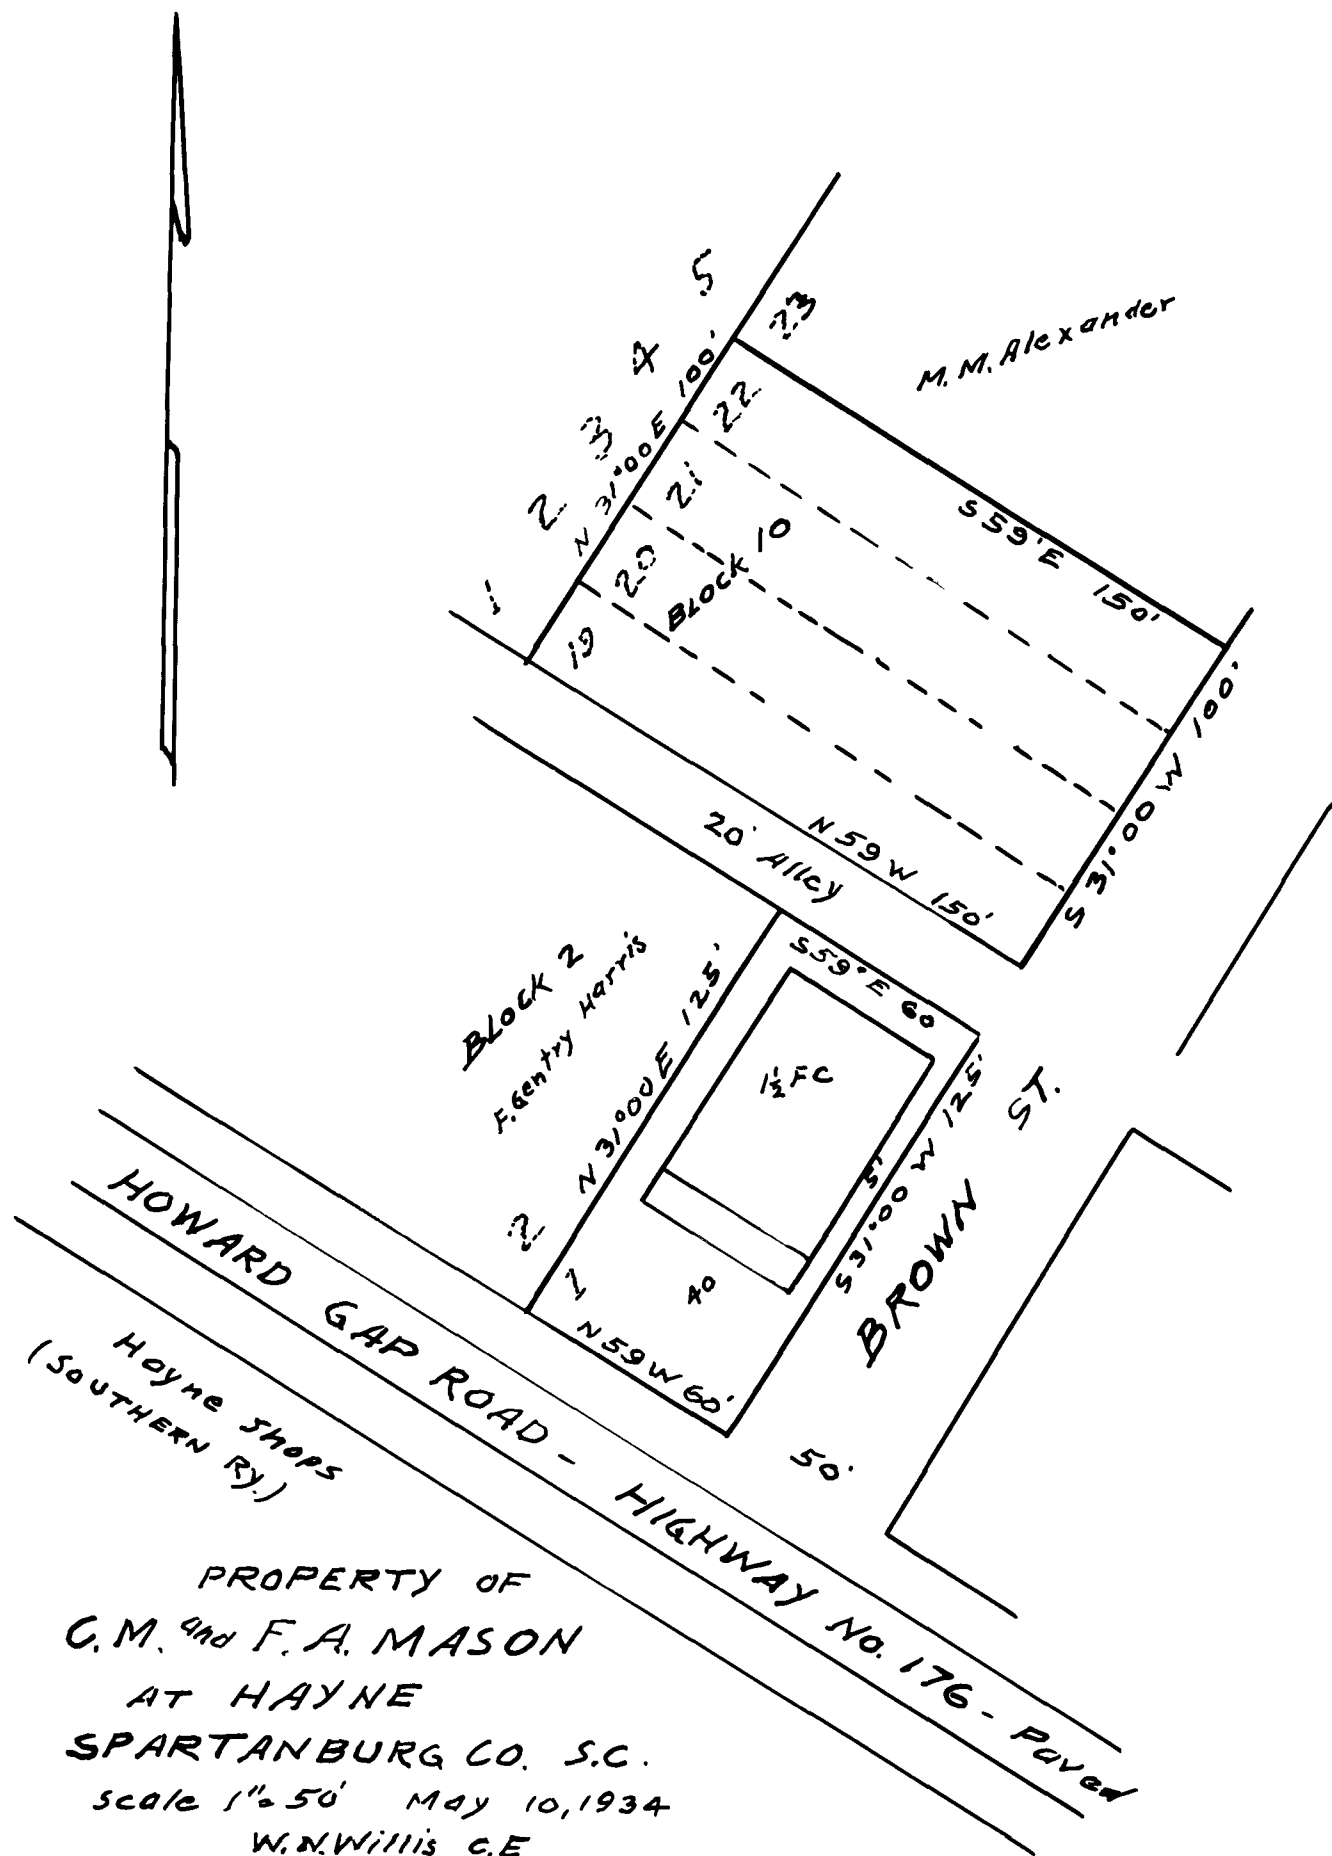 5
23
M. M. Alexander
4
22
3
N 31°00 E 100'
21
2
20
BLOCK 10
S 59' E 150'
1
19
S 31°00 W 100'
20' Alley
N 59 W 150'
BLOCK 2
F. Gentry Harris
N 31°00 E 125'
S 59° E 60
1½ FC
S 31°00 W 125'
5'
BROWN ST.
2
1
40
N 59 W 60'
50'
HOWARD GAP ROAD - HIGHWAY NO. 176 - Paved
Hayne Shops
(SOUTHERN RY.)
PROPERTY OF
C. M. and F. A. MASON
AT HAYNE
SPARTANBURG CO. S.C.
scale 1"= 50' May 10, 1934
W. N. Willis C. E